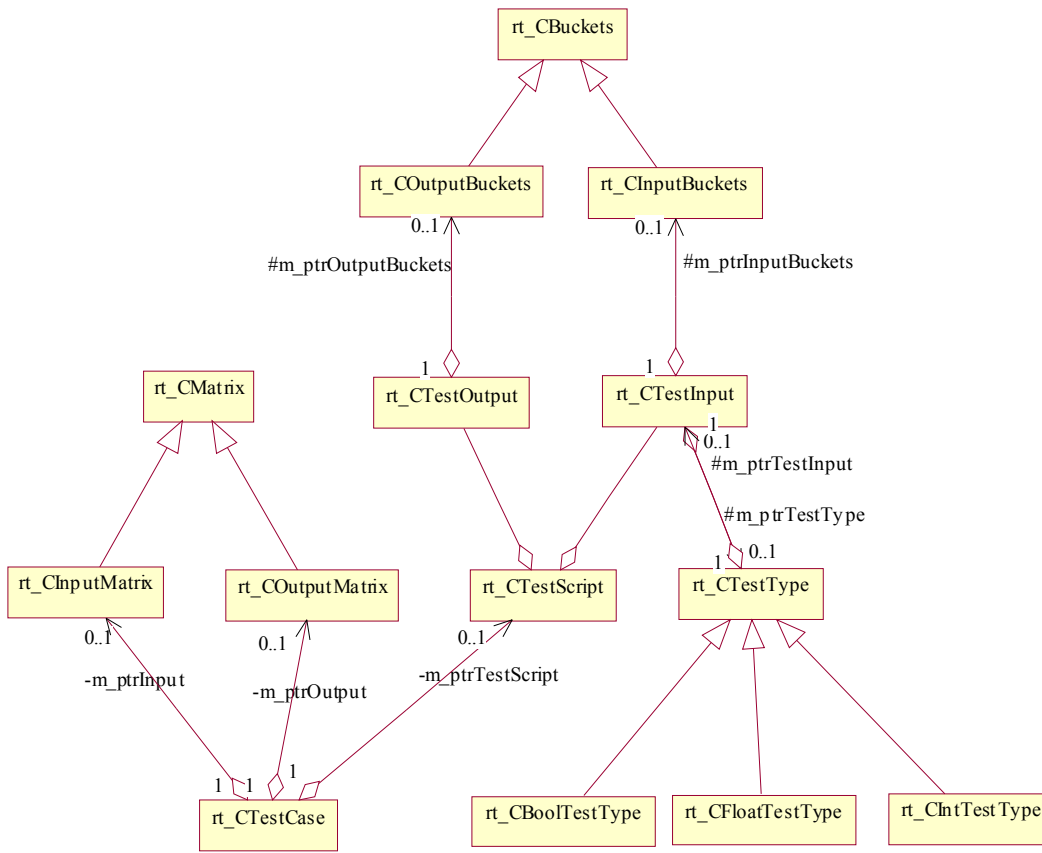 rt_CBuckets
rt_COutputBuckets
rt_CInputBuckets
0..1
0..1
#m_ptrOutputBuckets
#m_ptrInputBuckets
1
1
rt_CMatrix
rt_CTestOutput
rt_CTestInput
1
0..1
#m_ptrTestInput
#m_ptrTestType
0..1
1
rt_CInputMatrix
rt_COutputMatrix
rt_CTestScript
rt_CTestType
0..1
0..1
0..1
-m_ptrInput
-m_ptrOutput
-m_ptrTestScript
1
1
1
rt_CTestCase
rt_CBoolTestType
rt_CFloatTestType
rt_CIntTestType